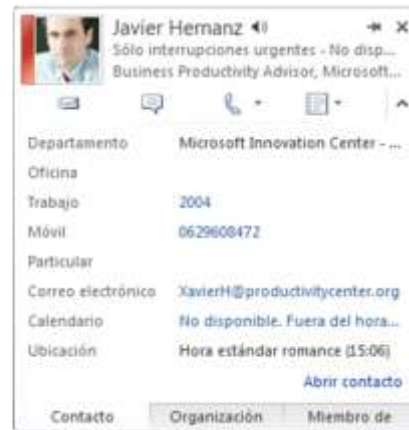 Javier Hernanz
Sólo interrupciones urgentes - No disp...
Business Productivity Advisor, Microsoft...
Departamento Microsoft Innovation Center - ...
Oficina
Trabajo 2004
Móvil 0629608472
Particular
Correo electrónico XavierH@productivitycenter.org
Calendario No disponible. Fuera del hora...
Ubicación Hora estándar romance (15:06)
Abrir contacto
Contacto Organización Miembro de